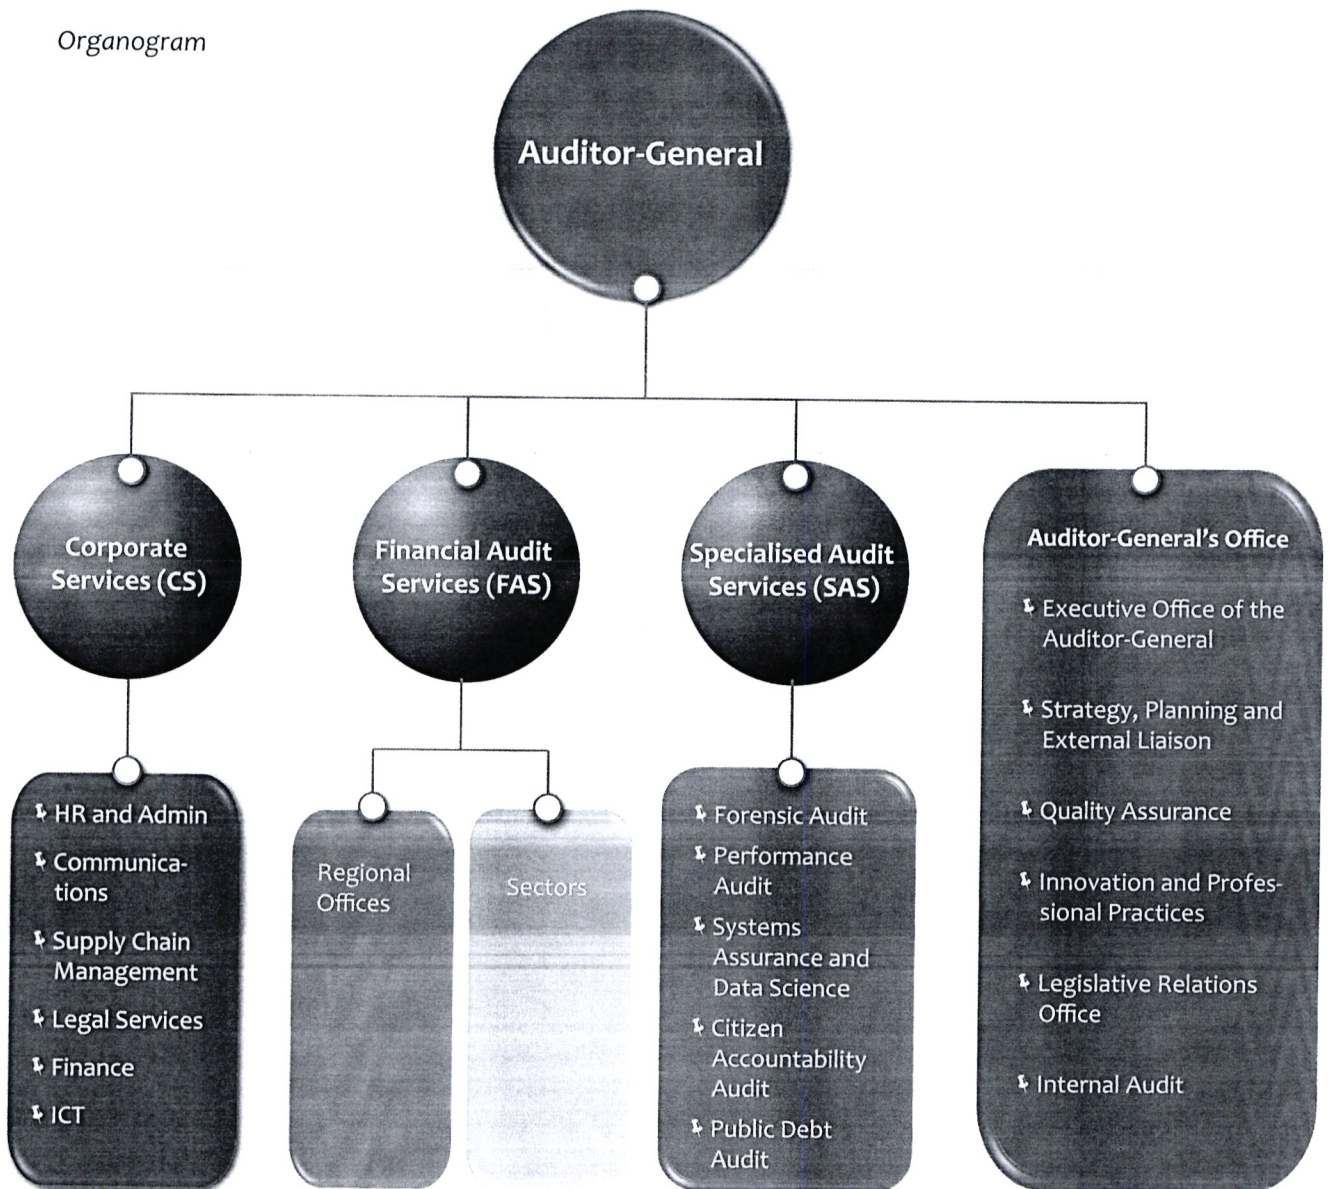 Organogram
Auditor-General
Corporate
Services (CS)
Financial Audit
Services (FAS)
Specialised Audit
Services (SAS)
Auditor-General's Office
Executive Office of the
Auditor-General
Strategy, Planning and
External Liaison
Quality Assurance
Innovation and Profes-
sional Practices
Legislative Relations
Office
Internal Audit
HR and Admin
Communica-
tions
Supply Chain
Management
Legal Services
Finance
ICT
Regional
Offices
Sectors
Forensic Audit
Performance
Audit
Systems
Assurance and
Data Science
Citizen
Accountability
Audit
Public Debt
Audit